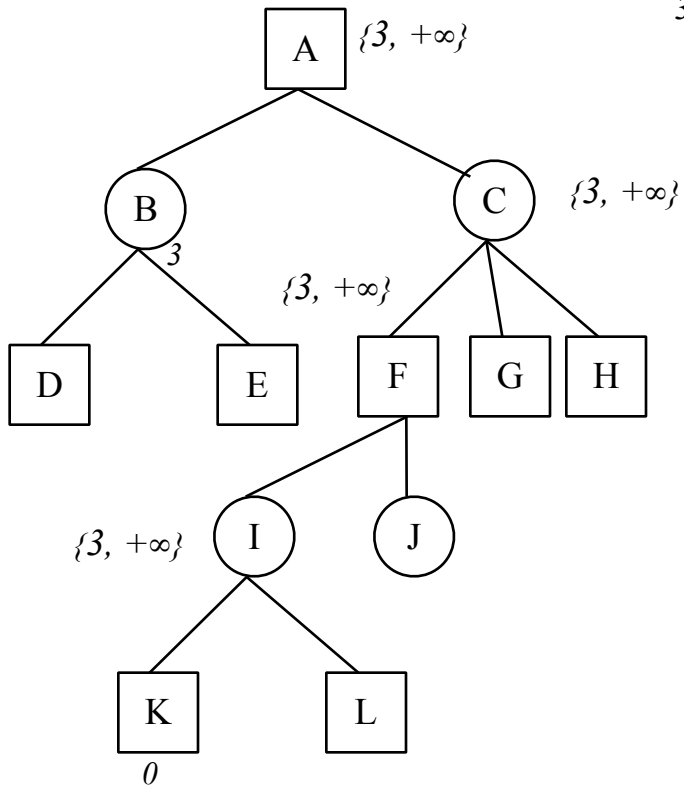 3
A {3, +∞}
B C {3, +∞}
3
{3, +∞}
D E F G H
{3, +∞} I J
K L
0